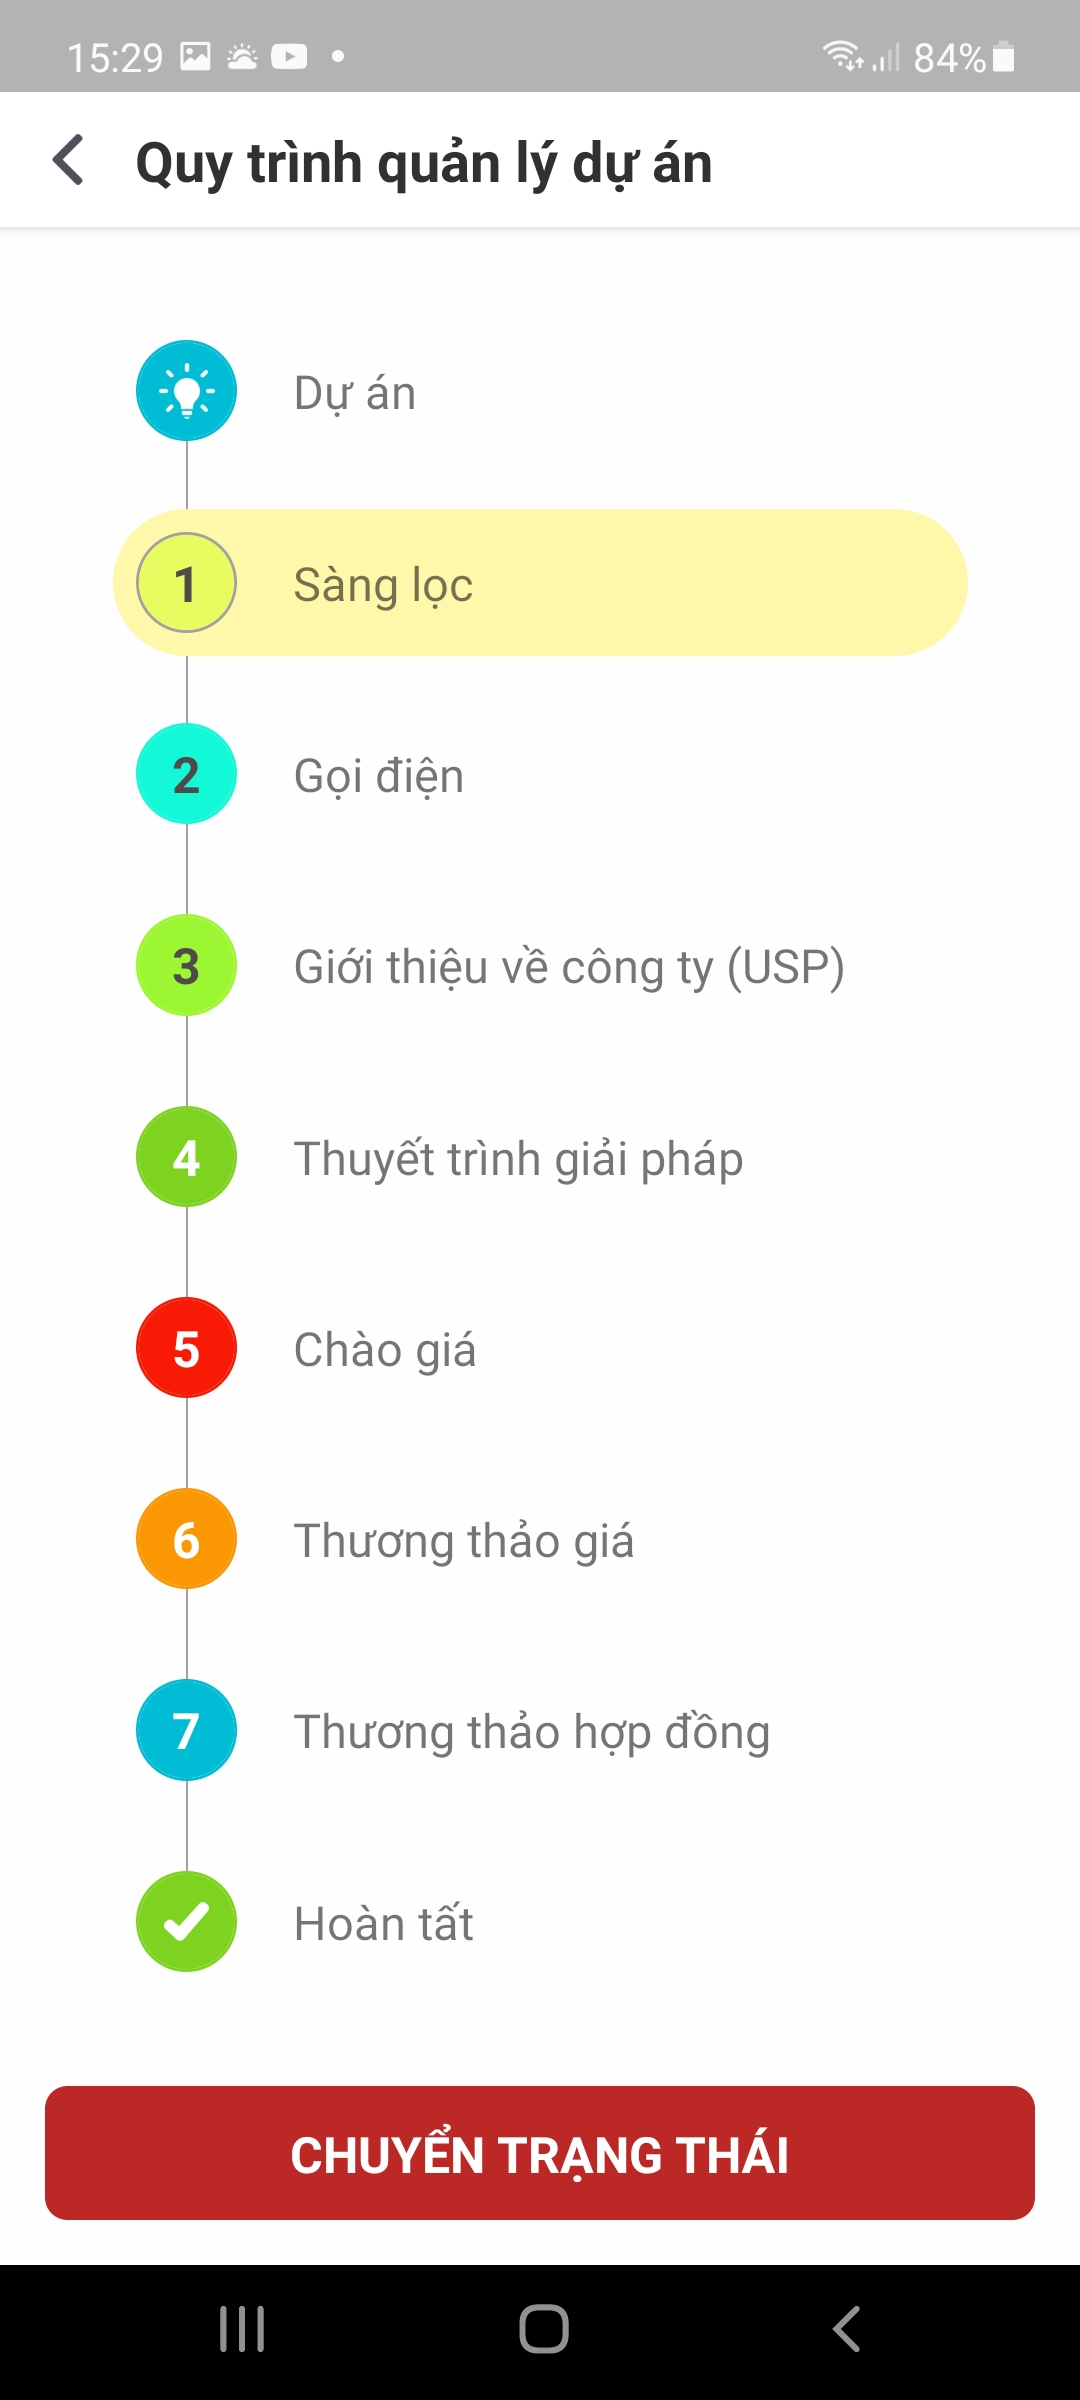 15:29
84%
Quy trình quản lý dự án
Dự án
1
Sàng lọc
2
Gọi điện
3
Giới thiệu về công ty (USP)
4
Thuyết trình giải pháp
5
Chào giá
6
Thương thảo giá
7
Thương thảo hợp đồng
Hoàn tất
CHUYỂN TRẠNG THÁI